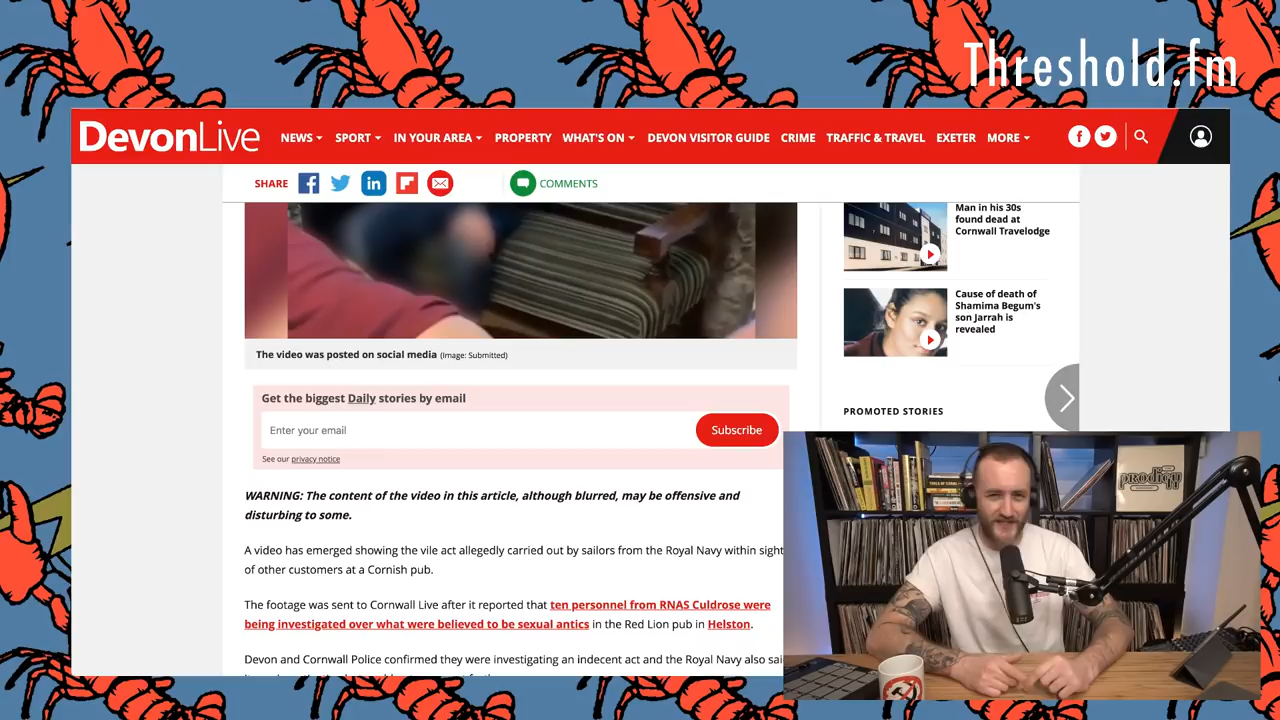 Threshold.fm
DevonLive
NEWS SPORT IN YOUR AREA PROPERTY WHAT'S ON DEVON VISITOR GUIDE CRIME TRAFFIC & TRAVEL EXETER MORE
SHARE
COMMENTS
Man in his 30s
found dead at
Cornwall Travelodge
Cause of death of
Shamima Begum's
son Jarrah is
revealed
The video was posted on social media (Image: Submitted)
Get the biggest Daily stories by email
Enter your email
Subscribe
See our privacy notice
PROMOTED STORIES
WARNING: The content of the video in this article, although blurred, may be offensive and
disturbing to some.
A video has emerged showing the vile act allegedly carried out by sailors from the Royal Navy within sight
of other customers at a Cornish pub.
The footage was sent to Cornwall Live after it reported that ten personnel from RNAS Culdrose were
being investigated over what were believed to be sexual antics in the Red Lion pub in Helston.
Devon and Cornwall Police confirmed they were investigating an indecent act and the Royal Navy also sai
prodigy